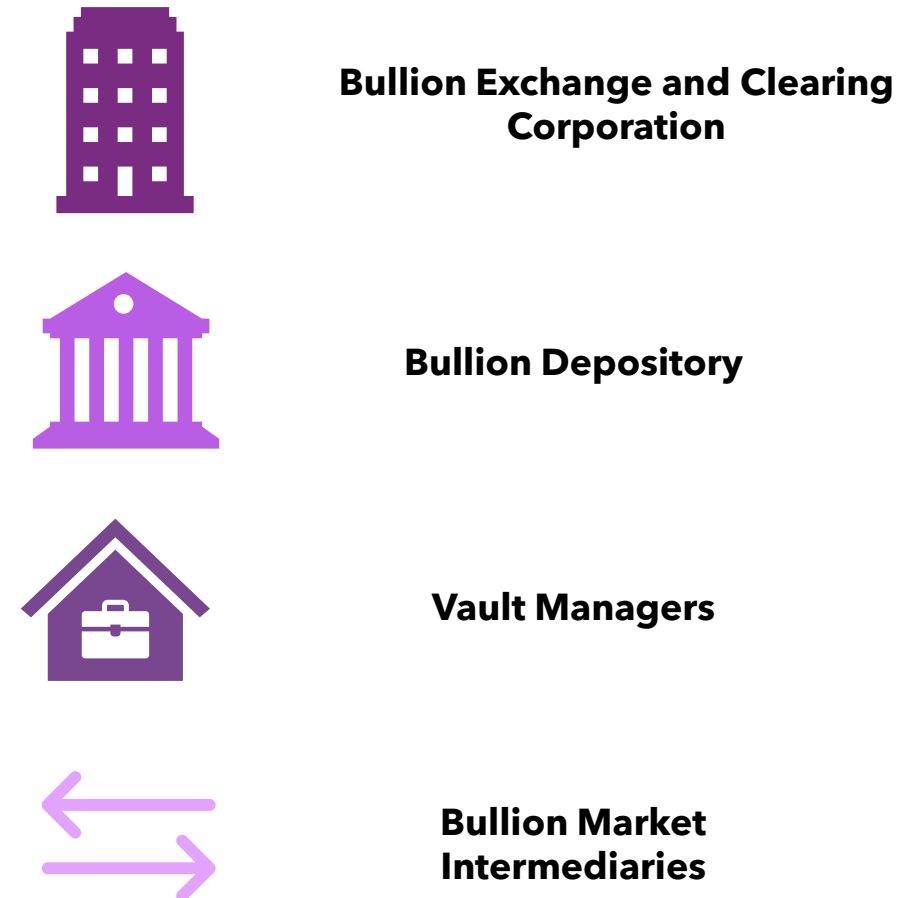 Bullion Exchange and Clearing
Corporation
Bullion Depository
Vault Managers
Bullion Market
Intermediaries